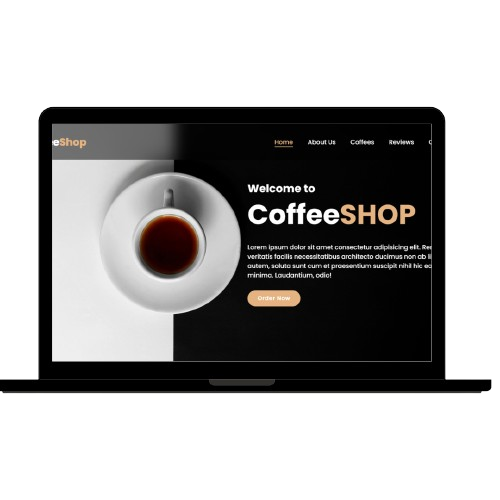 eShop
Home About Us Coffees Reviews
Welcome to
CoffeeSHOP
Lorem ipsum dolor sit amet consectetur adipisicing elit. Re
veritatis facilis necessitatibus architecto ducimus non ab li
autem, soluta sunt cum et praesentium suscipit nihil hic ea
minima. Laudantium, odio!
Order Now